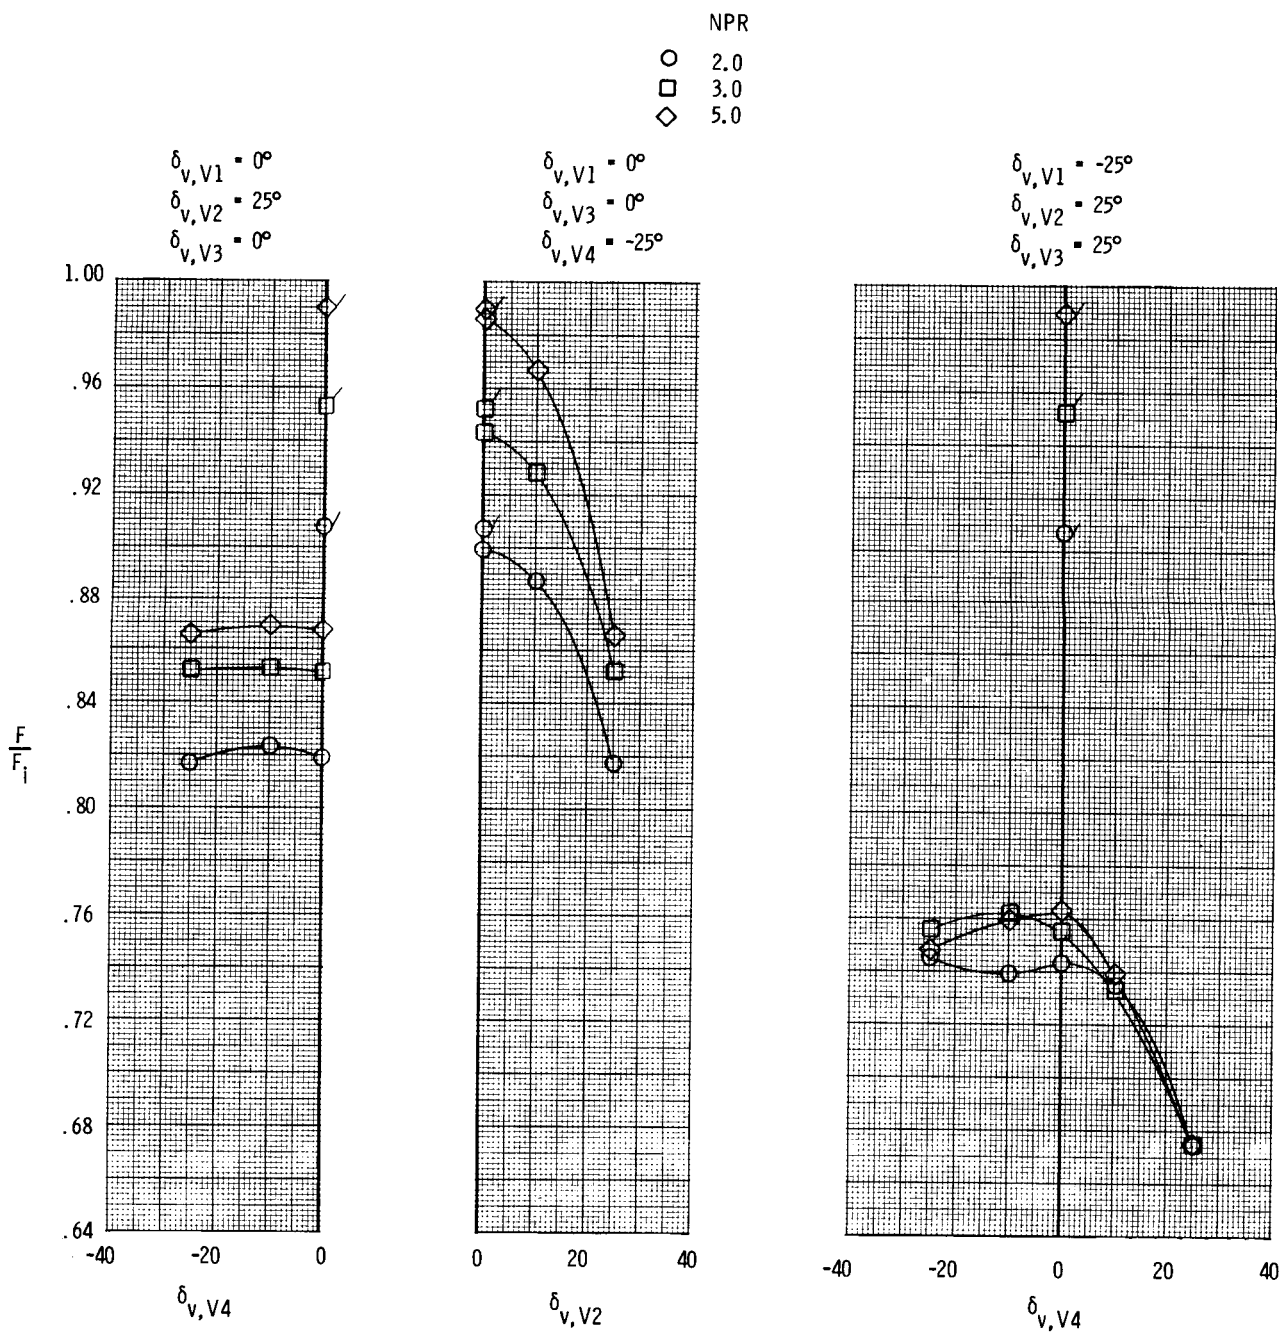 NPR
2.0
3.0
5.0
δv,V1 = 0°
δv,V2 = 25°
δv,V3 = 0°
δv,V1 = 0°
δv,V3 = 0°
δv,V4 = -25°
δv,V1 = -25°
δv,V2 = 25°
δv,V3 = 25°
1.00
.96
.92
.88
.84
F
Fi
.80
.76
.72
.68
.64
-40 -20 0
0 20 40
-40 -20 0 20 40
δv,V4
δv,V2
δv,V4